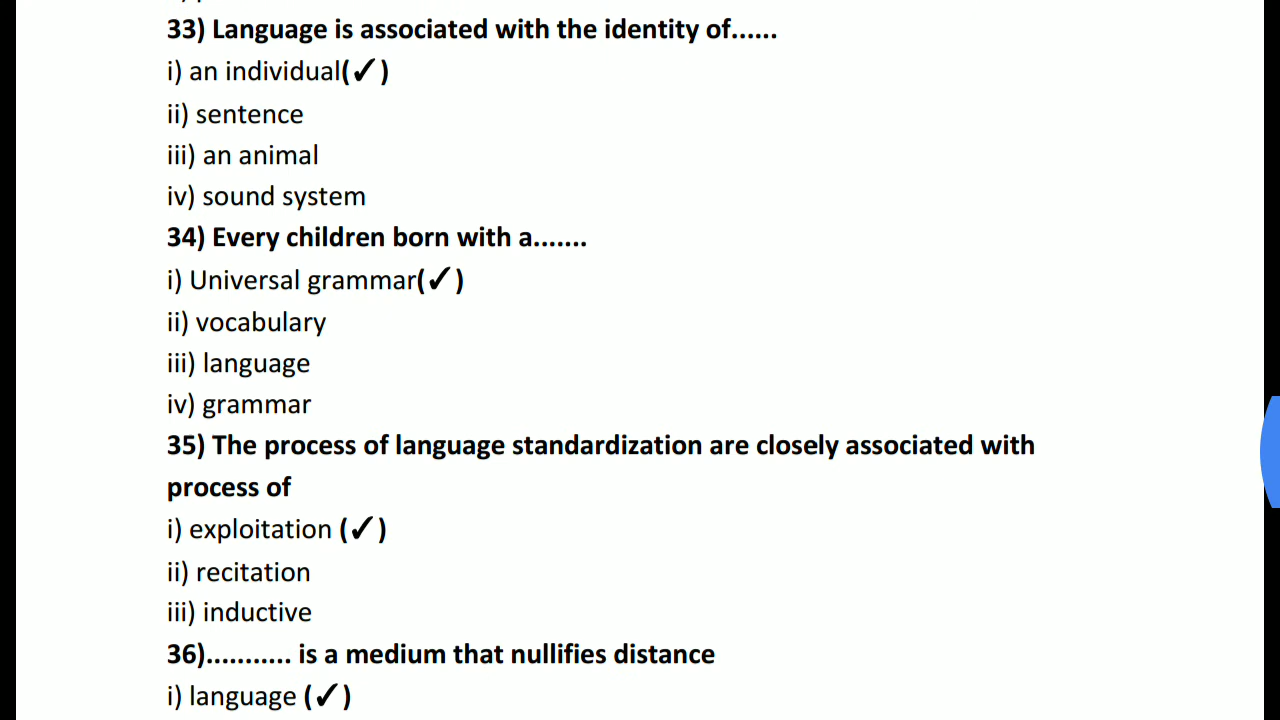 33) Language is associated with the identity of......
i) an individual(✓)
ii) sentence
iii) an animal
iv) sound system
34) Every children born with a.......
i) Universal grammar(✓)
ii) vocabulary
iii) language
iv) grammar
35) The process of language standardization are closely associated with
process of
i) exploitation (✓)
ii) recitation
iii) inductive
36)........... is a medium that nullifies distance
i) language (✓)